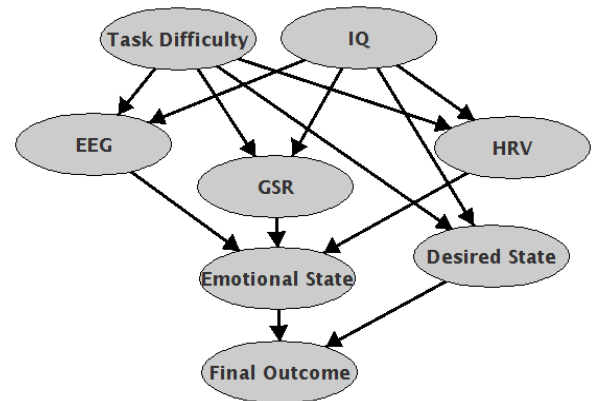 Task Difficulty
IQ
EEG
HRV
GSR
Desired State
Emotional State
Final Outcome